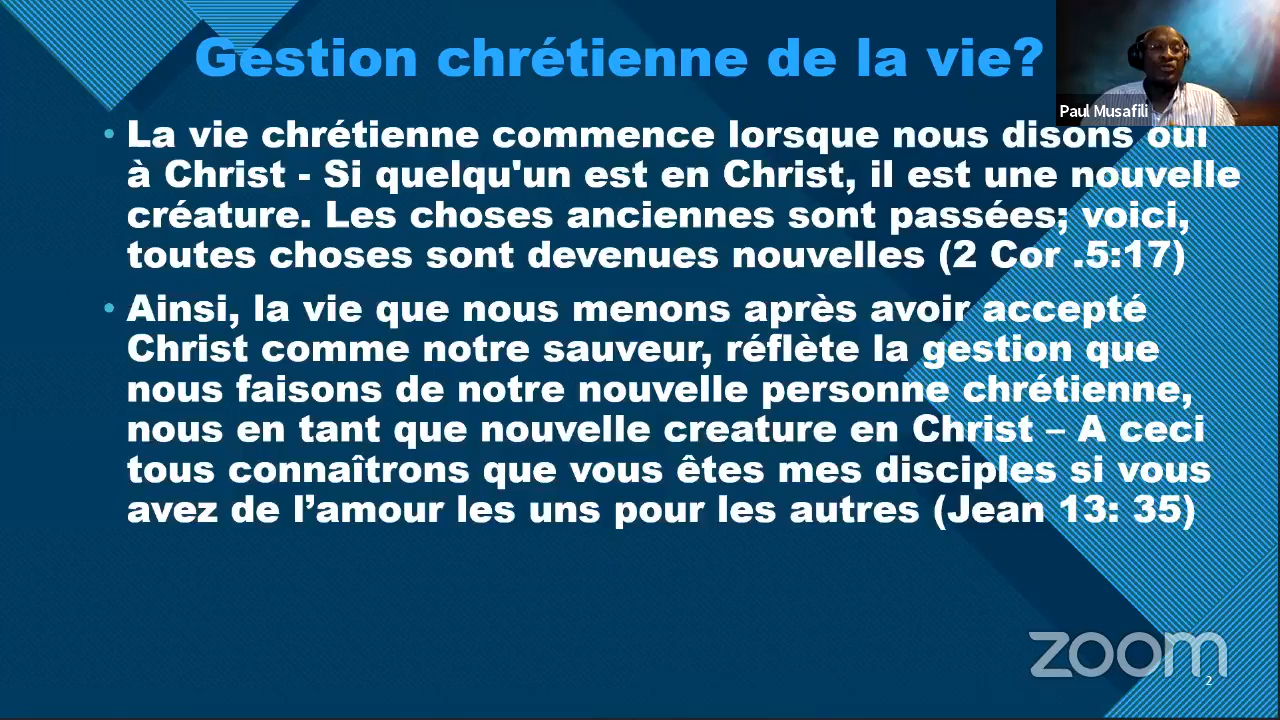 Gestion chrétienne de la vie?
Paul Musafili
• La vie chrétienne commence lorsque nous disons oui
à Christ - Si quelqu'un est en Christ, il est une nouvelle
créature. Les choses anciennes sont passées; voici,
toutes choses sont devenues nouvelles (2 Cor .5:17)
• Ainsi, la vie que nous menons après avoir accepté
Christ comme notre sauveur, réflète la gestion que
nous faisons de notre nouvelle personne chrétienne,
nous en tant que nouvelle creature en Christ – A ceci
tous connaîtrons que vous êtes mes disciples si vous
avez de l’amour les uns pour les autres (Jean 13: 35)
zoom
2